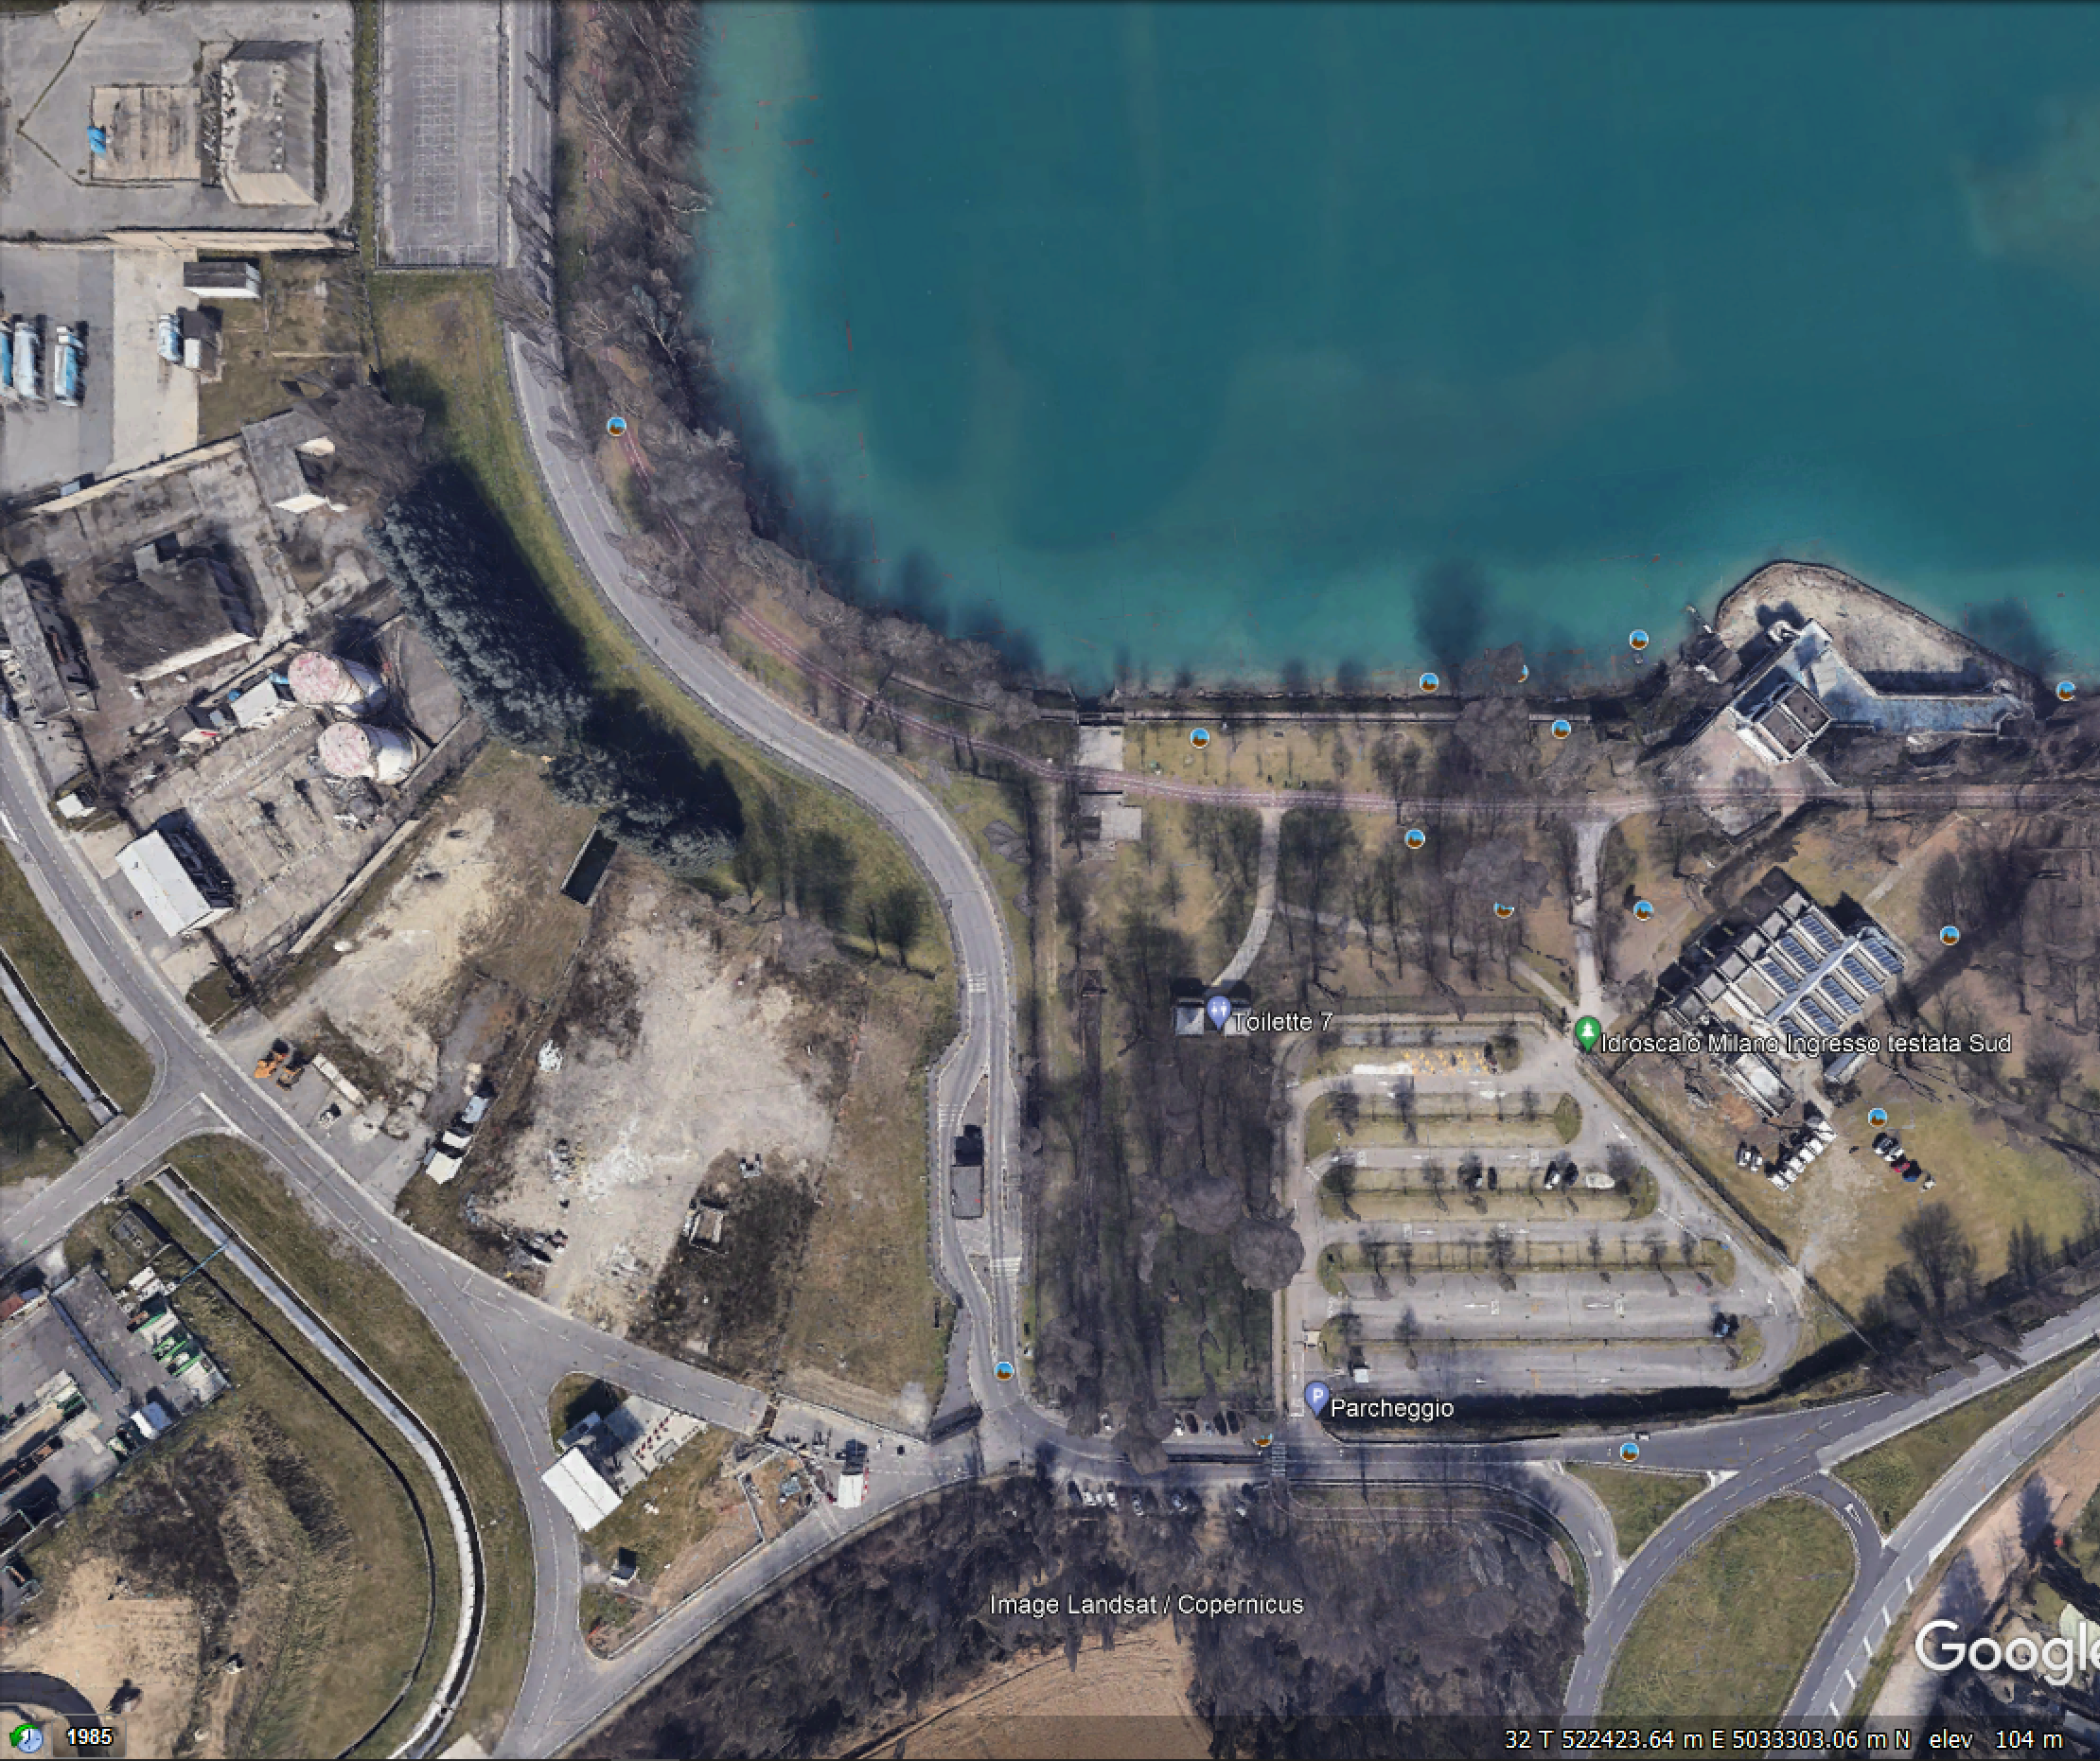 Toilette 7
Idroscalo Milano Ingresso testata Sud
P
Parcheggio
Image Landsat / Copernicus
Google
1985
32 T 522423.64 m E 5033303.06 m N elev 104 m